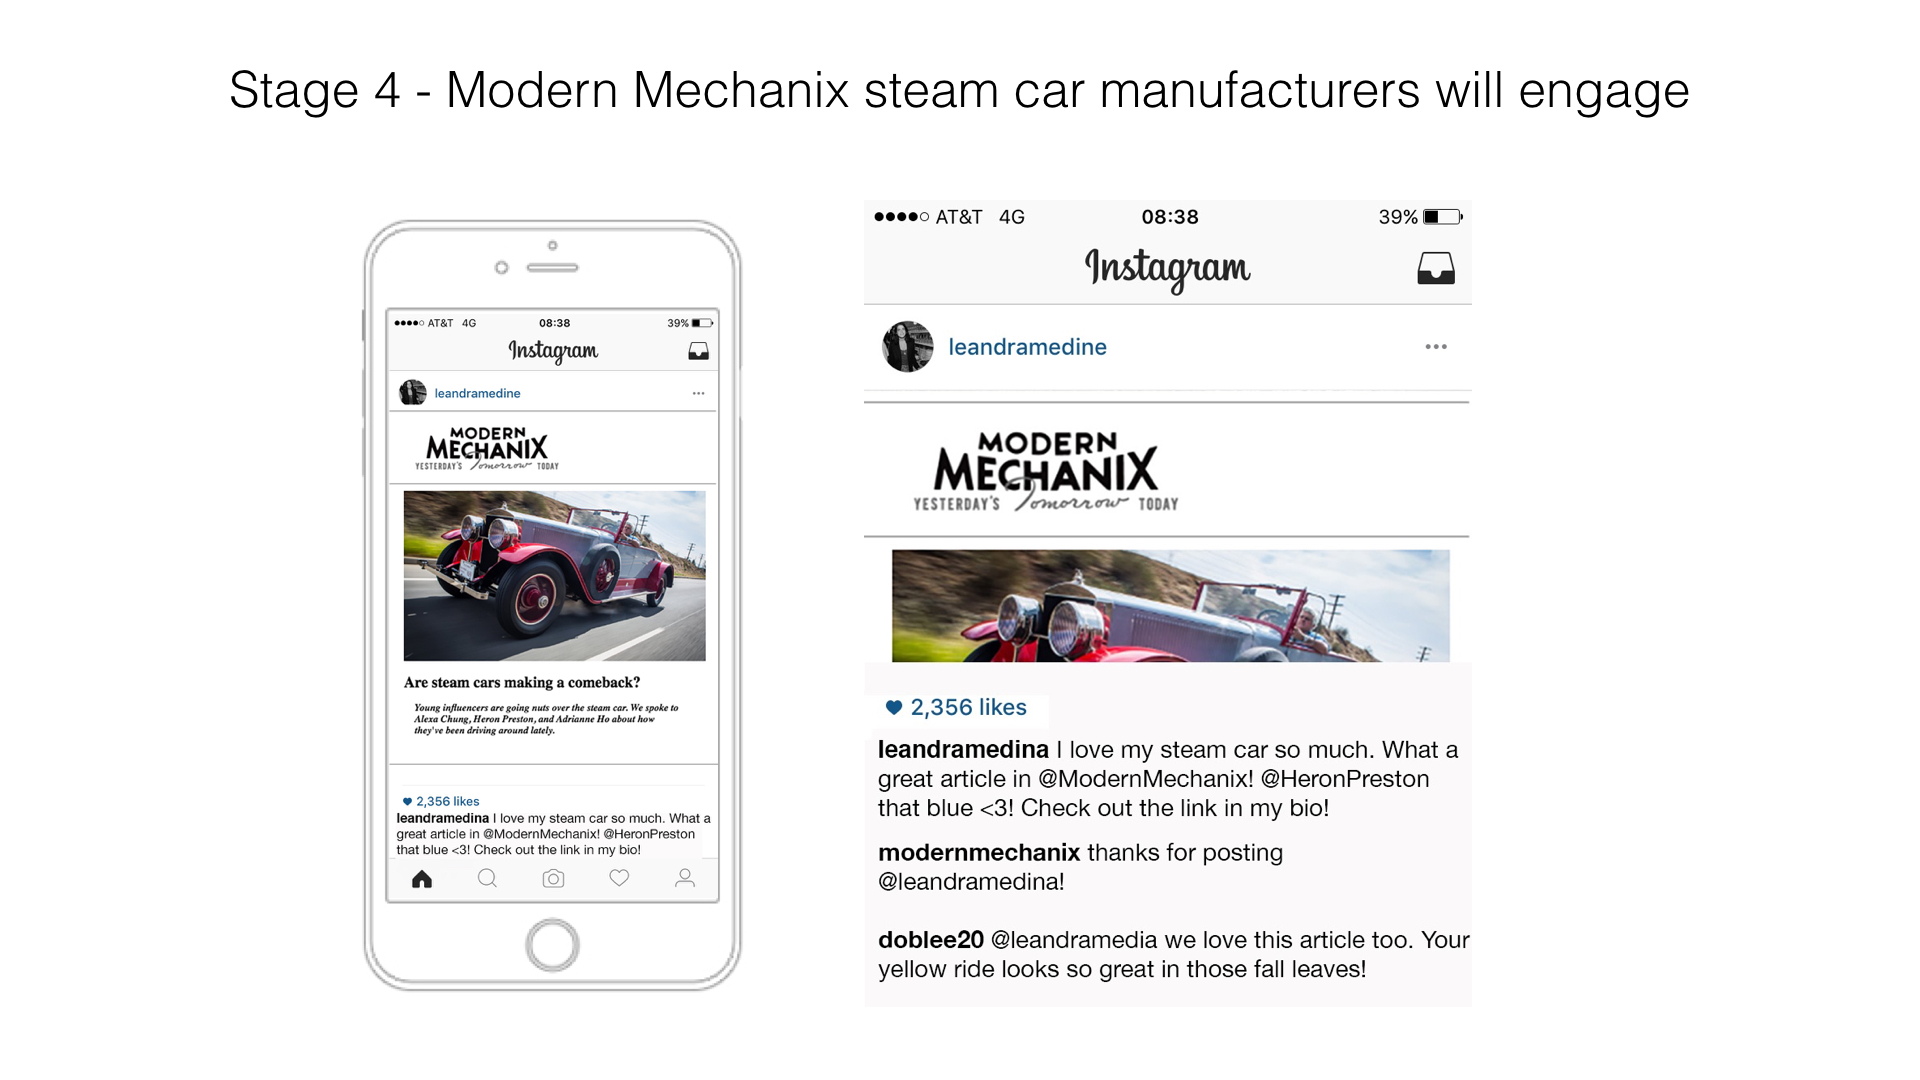 Stage 4 - Modern Mechanix steam car manufacturers will engage
AT&T 4G 08:38 39%
Instagram
leandramedine
MODERN
MECHANIX
YESTERDAY'S Tomorrow TODAY
Are steam cars making a comeback?
Young influencers are going nuts over the steam car. We spoke to
Alexa Chung, Heron Preston, and Adrianne Ho about how
they've been driving around lately.
2,356 likes
leandramedina I love my steam car so much. What a
great article in @ModernMechanix! @HeronPreston
that blue <3! Check out the link in my bio!
AT&T 4G 08:38 39%
Instagram
leandramedine
MODERN
MECHANIX
YESTERDAY'S Tomorrow TODAY
2,356 likes
leandramedina I love my steam car so much. What a
great article in @ModernMechanix! @HeronPreston
that blue <3! Check out the link in my bio!
modernmechanix thanks for posting
@leandramedina!
doblee20 @leandramedia we love this article too. Your
yellow ride looks so great in those fall leaves!